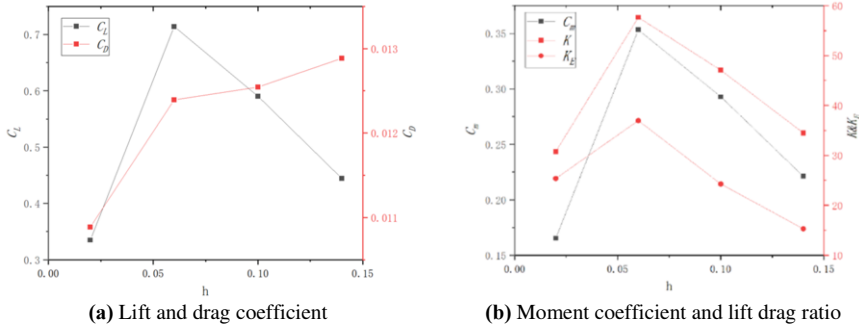 (a)
C_L
C_D
0.7
0.6
0.5
0.4
0.3
C_L
0.013
0.012
0.011
C_D
0.00
0.05
0.10
0.15
h
(a) Lift and drag coefficient
(b)
C_m
K
K_E
0.35
0.30
0.25
0.20
0.15
C_m
60
50
40
30
20
10
K&K_E
0.00
0.05
0.10
0.15
h
(b) Moment coefficient and lift drag ratio